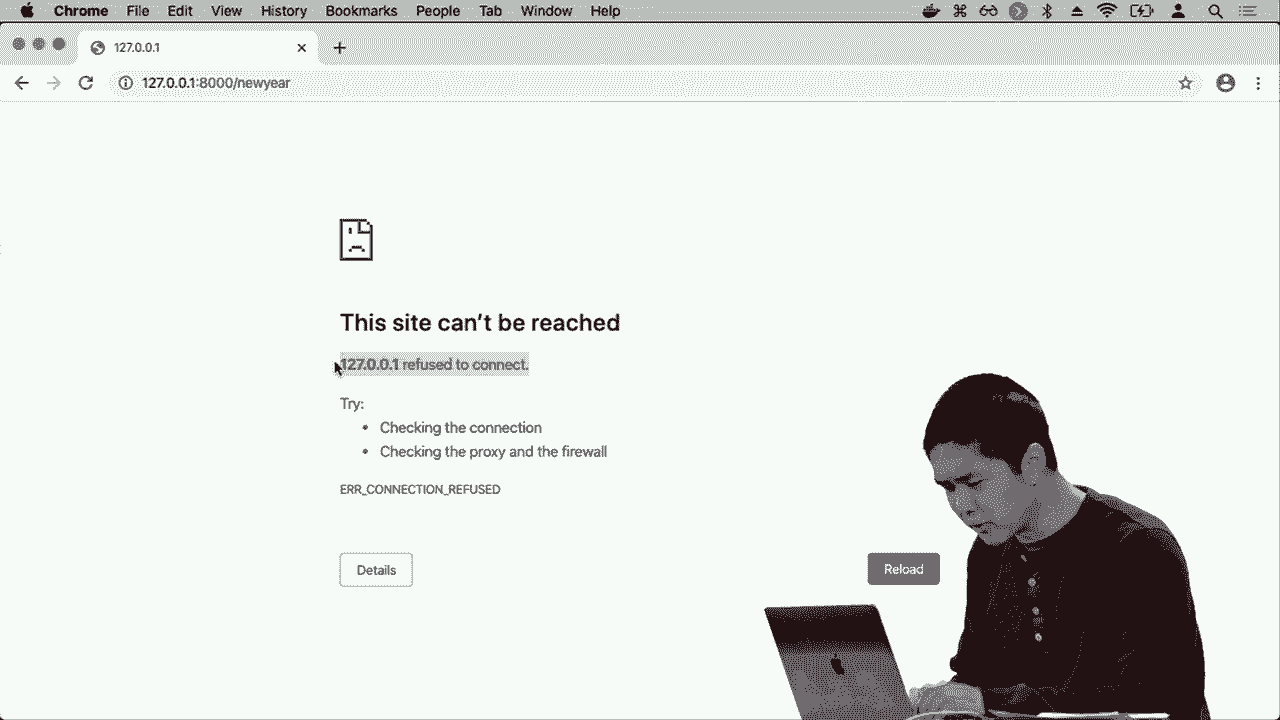 Chrome File Edit View History Bookmarks People Tab Window Help
127.0.0.1
127.0.0.1:8000/newyear
This site can't be reached
127.0.0.1 refused to connect.
Try:
• Checking the connection
• Checking the proxy and the firewall
ERR_CONNECTION_REFUSED
Details
Reload